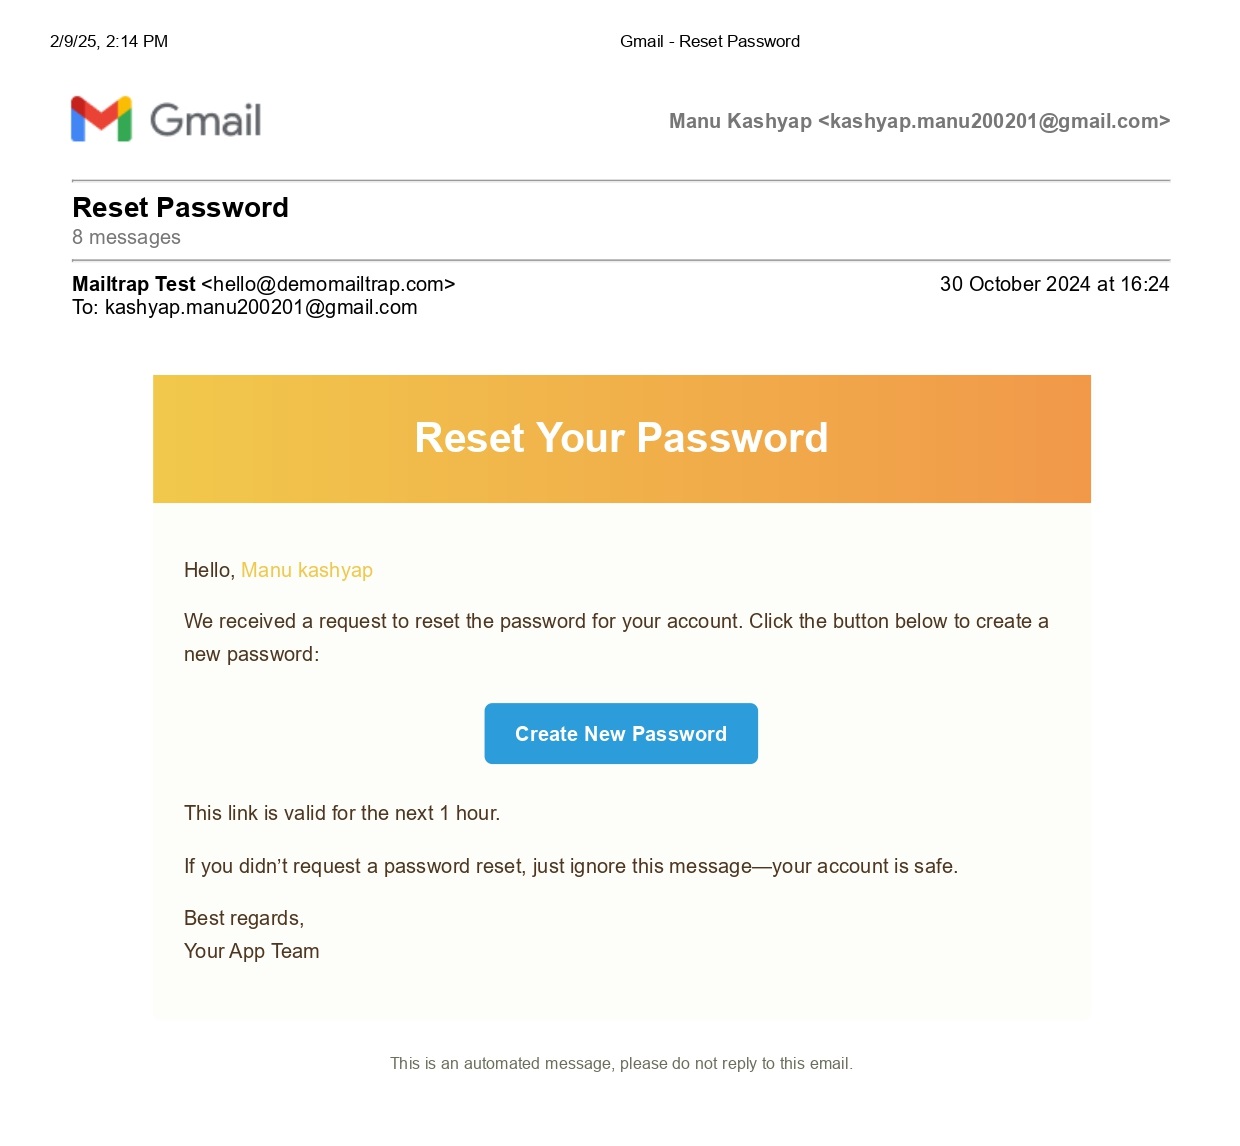 2/9/25, 2:14 PM
Gmail - Reset Password
Gmail
Manu Kashyap <kashyap.manu200201@gmail.com>
Reset Password
8 messages
Mailtrap Test <hello@demomailtrap.com>
30 October 2024 at 16:24
To: kashyap.manu200201@gmail.com
Reset Your Password
Hello, Manu kashyap
We received a request to reset the password for your account. Click the button below to create a
new password:
Create New Password
This link is valid for the next 1 hour.
If you didn’t request a password reset, just ignore this message—your account is safe.
Best regards,
Your App Team
This is an automated message, please do not reply to this email.